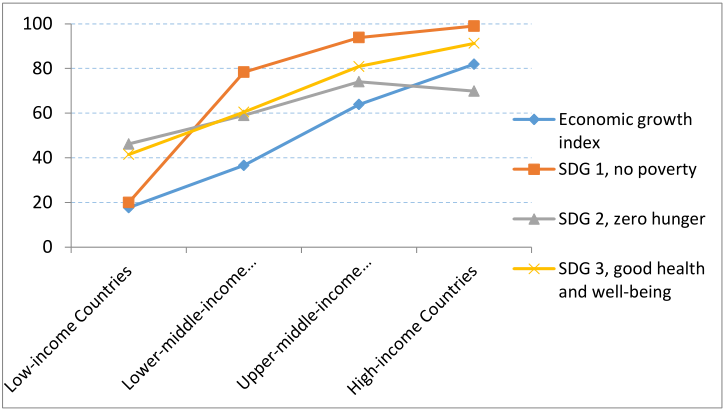 100
80
60
40
20
0
Low-income Countries
Lower-middle-income...
Upper-middle-income...
High-income Countries
Economic growth
index
SDG 1, no poverty
SDG 2, zero hunger
SDG 3, good health
and well-being